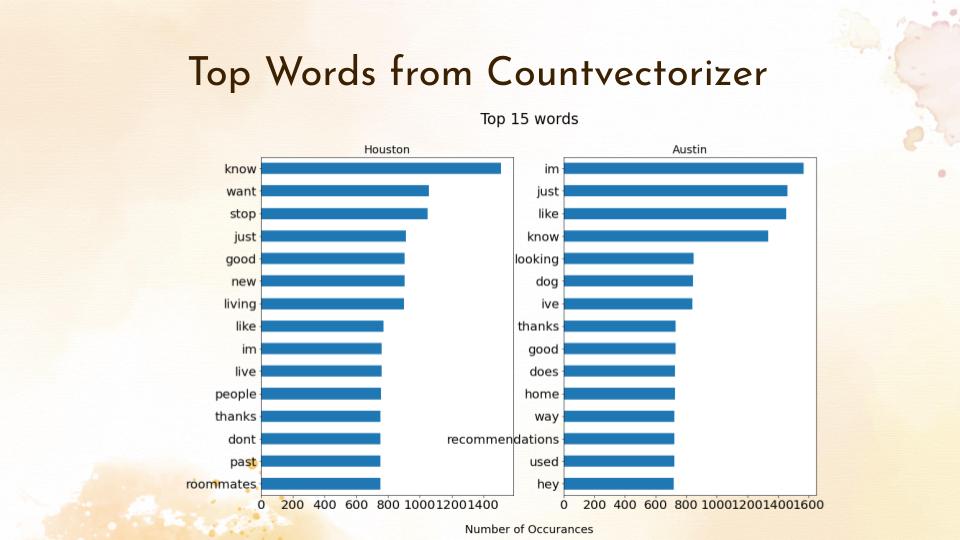 Top Words from Countvectorizer
Top 15 words
Houston
know
want
stop
just
good
new
living
like
im
live
people
thanks
dont
past
roommates
0 200 400 600 800 1000 1200 1400
Austin
im
just
like
know
looking
dog
ive
thanks
good
does
home
way
recommendations
used
hey
0 200 400 600 800 1000 1200 1400 1600
Number of Occurances